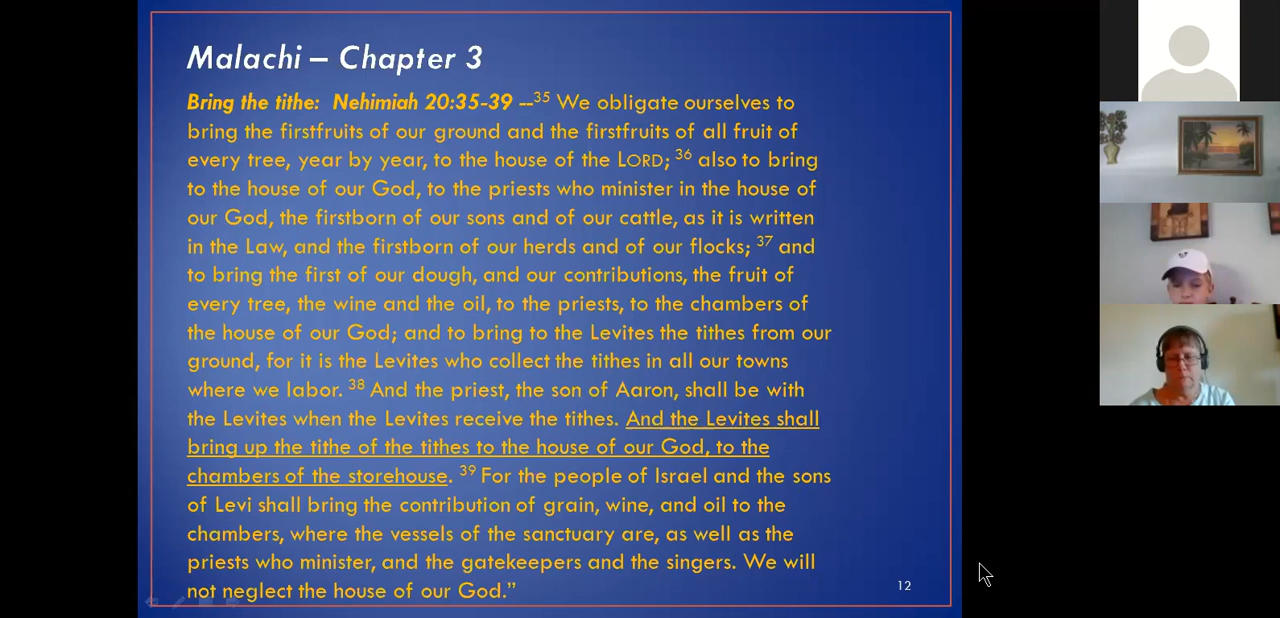 Malachi – Chapter 3
Bring the tithe: Nehimiah 20:35-39 --35 We obligate ourselves to
bring the firstfruits of our ground and the firstfruits of all fruit of
every tree, year by year, to the house of the LORD; 36 also to bring
to the house of our God, to the priests who minister in the house of
our God, the firstborn of our sons and of our cattle, as it is written
in the Law, and the firstborn of our herds and of our flocks; 37 and
to bring the first of our dough, and our contributions, the fruit of
every tree, the wine and the oil, to the priests, to the chambers of
the house of our God; and to bring to the Levites the tithes from our
ground, for it is the Levites who collect the tithes in all our towns
where we labor. 38 And the priest, the son of Aaron, shall be with
the Levites when the Levites receive the tithes. And the Levites shall
bring up the tithe of the tithes to the house of our God, to the
chambers of the storehouse. 39 For the people of Israel and the sons
of Levi shall bring the contribution of grain, wine, and oil to the
chambers, where the vessels of the sanctuary are, as well as the
priests who minister, and the gatekeepers and the singers. We will
not neglect the house of our God.”
12